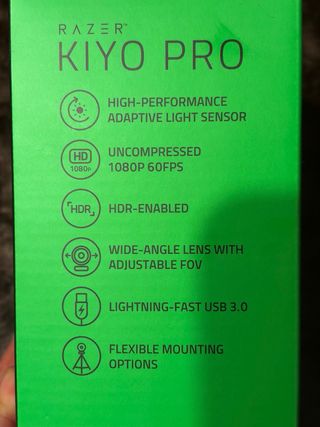 RAZER™
KIYO PRO
HIGH-PERFORMANCE
ADAPTIVE LIGHT SENSOR
HD
1080P
UNCOMPRESSED
1080P 60FPS
HDR
HDR-ENABLED
WIDE-ANGLE LENS WITH
ADJUSTABLE FOV
LIGHTNING-FAST USB 3.0
FLEXIBLE MOUNTING
OPTIONS